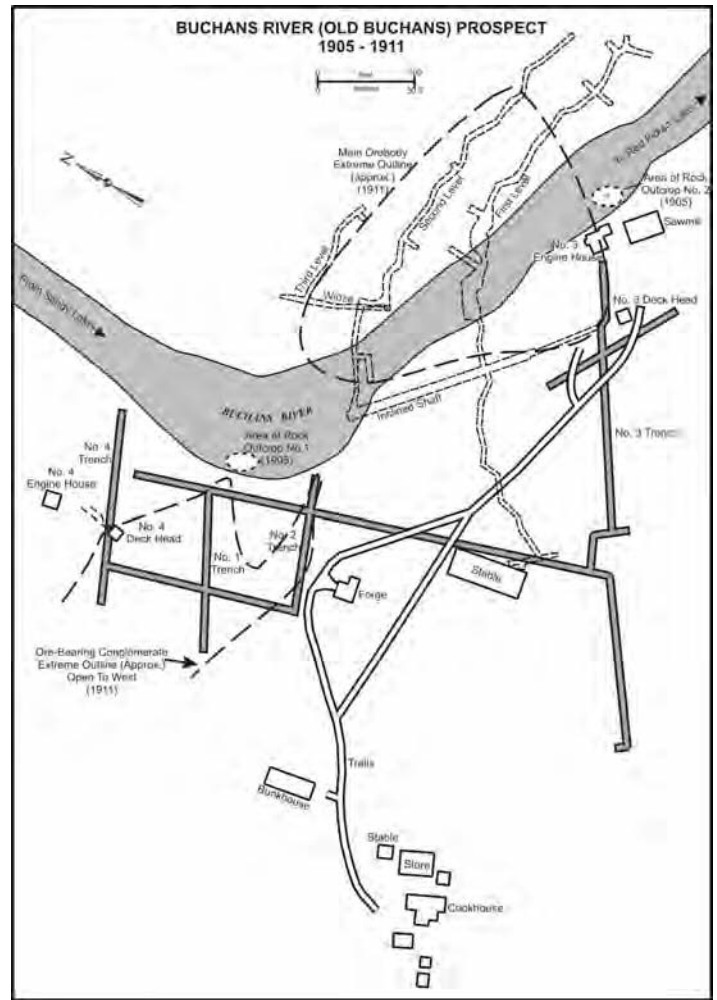 BUCHANS RIVER (OLD BUCHANS) PROSPECT
1905 - 1911
Main Orebody
Extreme Outline
(Approx.)
(1911)
N
To Red Indian Lake
Area of Rock
Outcrop No. 2
(1905)
Sawmill
No. 3
Engine House
Second Level
First Level
Third Level
Winze
No. 3 Deck Head
From Sandy Lake
Inclined Shaft
BUCHANS RIVER
Area of Rock
Outcrop No.1
(1905)
No. 3 Trench
No. 4
Trench
No. 4
Engine House
No. 4
Deck Head
No. 1
Trench
No. 2
Trench
Stable
Forge
Ore-Bearing Conglomerate
Extreme Outline (Approx.)
Open To West
(1911)
Trails
Bunkhouse
Stable
Store
Cookhouse